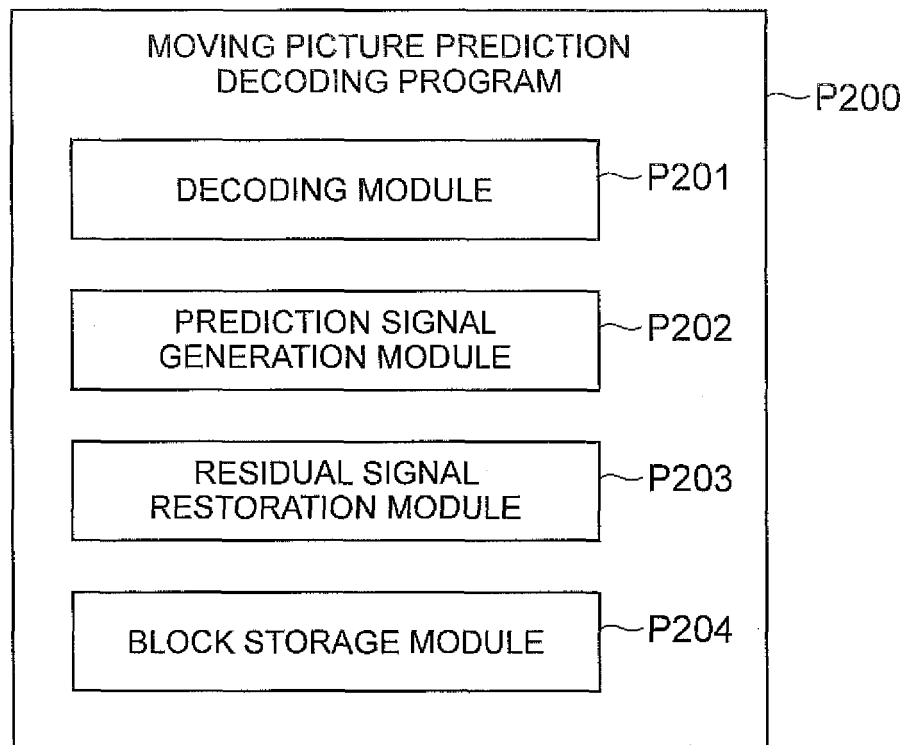 MOVING PICTURE PREDICTION
DECODING PROGRAM
P200
DECODING MODULE
P201
PREDICTION SIGNAL
GENERATION MODULE
P202
RESIDUAL SIGNAL
RESTORATION MODULE
P203
BLOCK STORAGE MODULE
P204